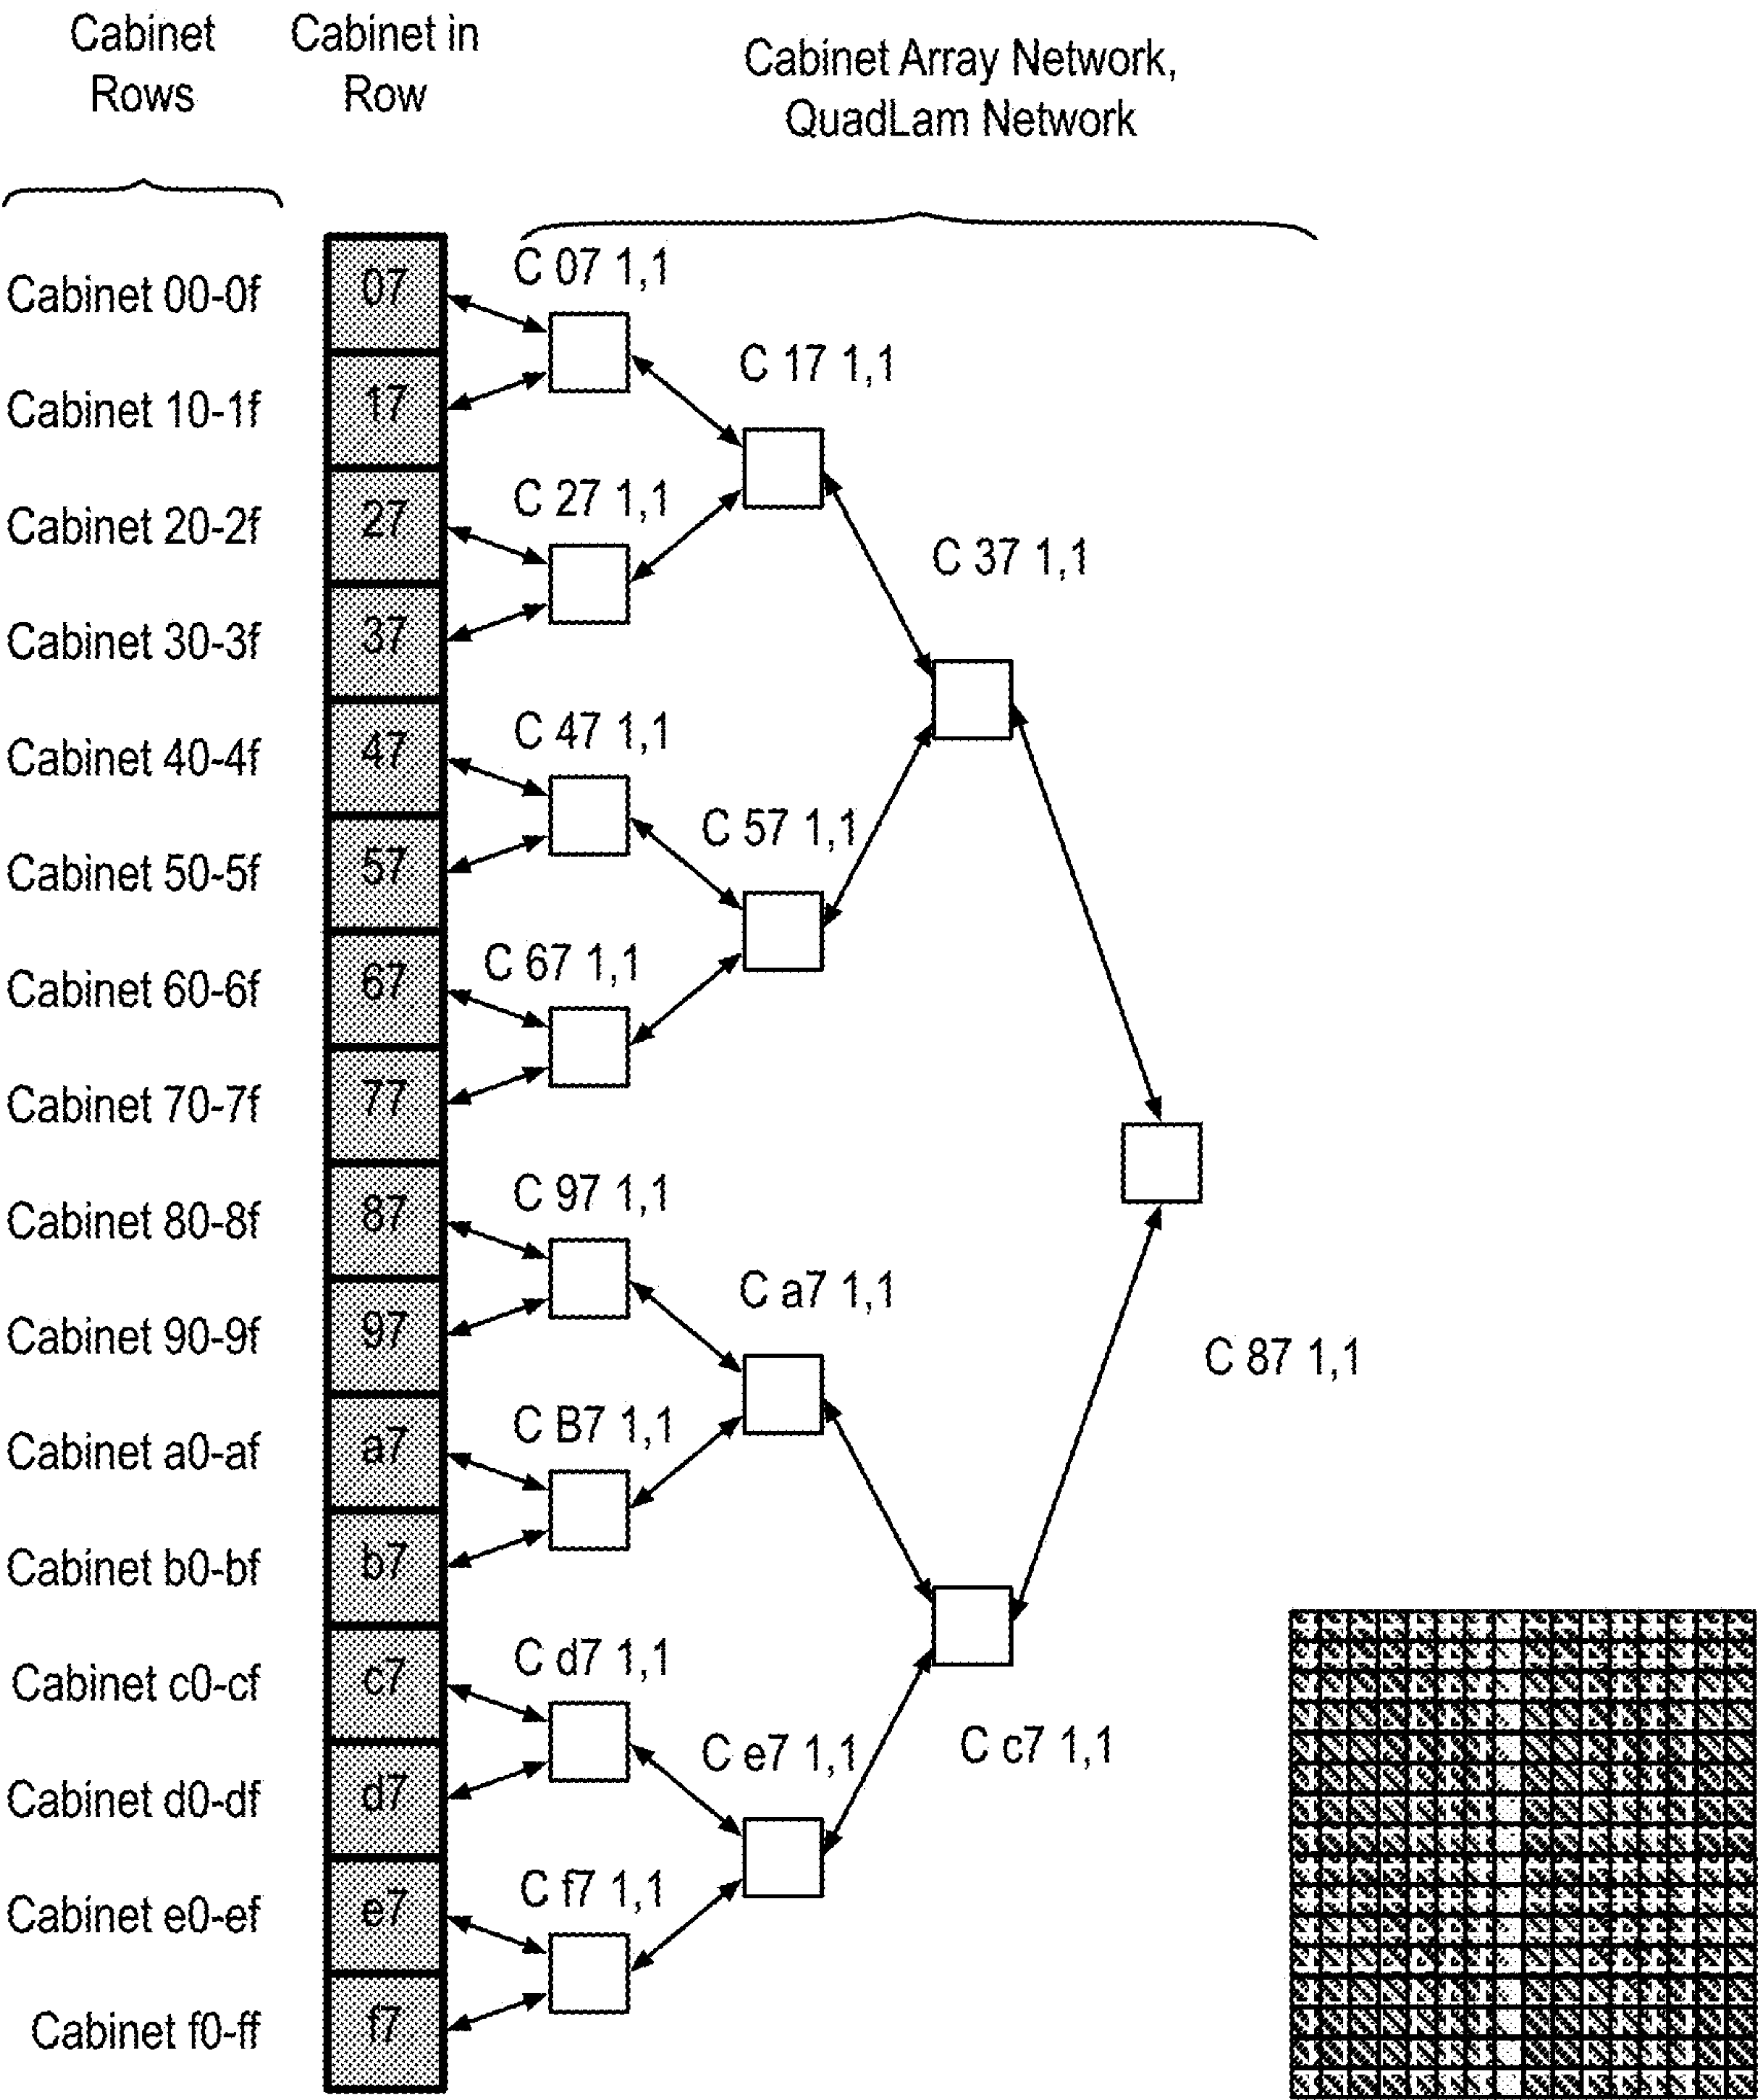 Cabinet
Rows
Cabinet in
Row
Cabinet Array Network,
QuadLam Network
Cabinet 00-0f
07
C 07 1,1
Cabinet 10-1f
17
C 17 1,1
Cabinet 20-2f
27
C 27 1,1
Cabinet 30-3f
37
C 37 1,1
Cabinet 40-4f
47
C 47 1,1
Cabinet 50-5f
57
C 57 1,1
Cabinet 60-6f
67
C 67 1,1
Cabinet 70-7f
77
Cabinet 80-8f
87
C 97 1,1
Cabinet 90-9f
97
C a7 1,1
C 87 1,1
Cabinet a0-af
a7
C B7 1,1
Cabinet b0-bf
b7
Cabinet c0-cf
c7
C d7 1,1
Cabinet d0-df
d7
C e7 1,1
C c7 1,1
Cabinet e0-ef
e7
C f7 1,1
Cabinet f0-ff
f7